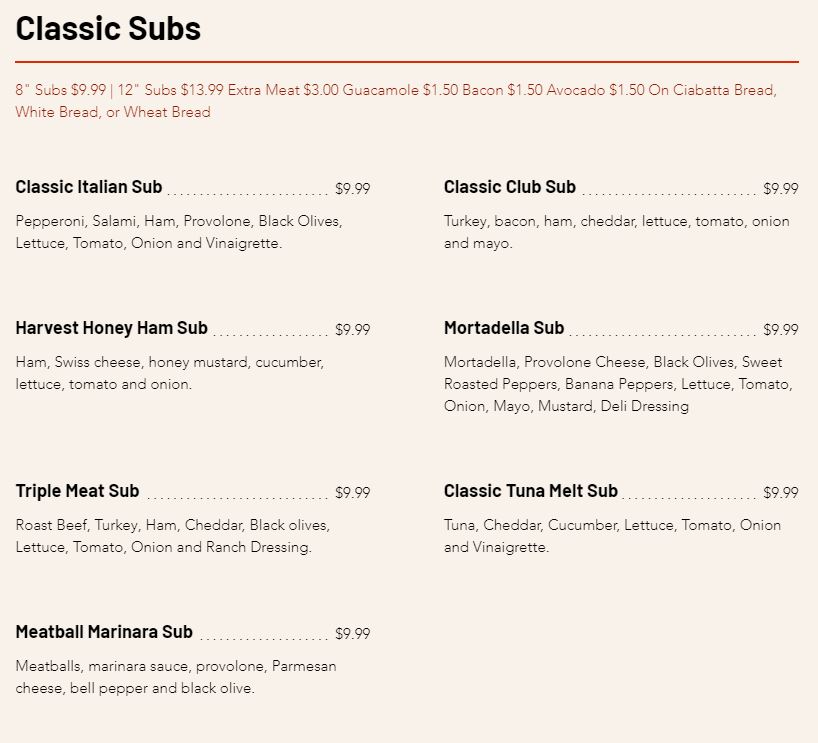 Classic Subs
8" Subs $9.99 | 12" Subs $13.99 Extra Meat $3.00 Guacamole $1.50 Bacon $1.50 Avocado $1.50 On Ciabatta Bread,
White Bread, or Wheat Bread
Classic Italian Sub $9.99
Pepperoni, Salami, Ham, Provolone, Black Olives,
Lettuce, Tomato, Onion and Vinaigrette.
Classic Club Sub $9.99
Turkey, bacon, ham, cheddar, lettuce, tomato, onion
and mayo.
Harvest Honey Ham Sub $9.99
Ham, Swiss cheese, honey mustard, cucumber,
lettuce, tomato and onion.
Mortadella Sub $9.99
Mortadella, Provolone Cheese, Black Olives, Sweet
Roasted Peppers, Banana Peppers, Lettuce, Tomato,
Onion, Mayo, Mustard, Deli Dressing
Triple Meat Sub $9.99
Roast Beef, Turkey, Ham, Cheddar, Black olives,
Lettuce, Tomato, Onion and Ranch Dressing.
Classic Tuna Melt Sub $9.99
Tuna, Cheddar, Cucumber, Lettuce, Tomato, Onion
and Vinaigrette.
Meatball Marinara Sub $9.99
Meatballs, marinara sauce, provolone, Parmesan
cheese, bell pepper and black olive.